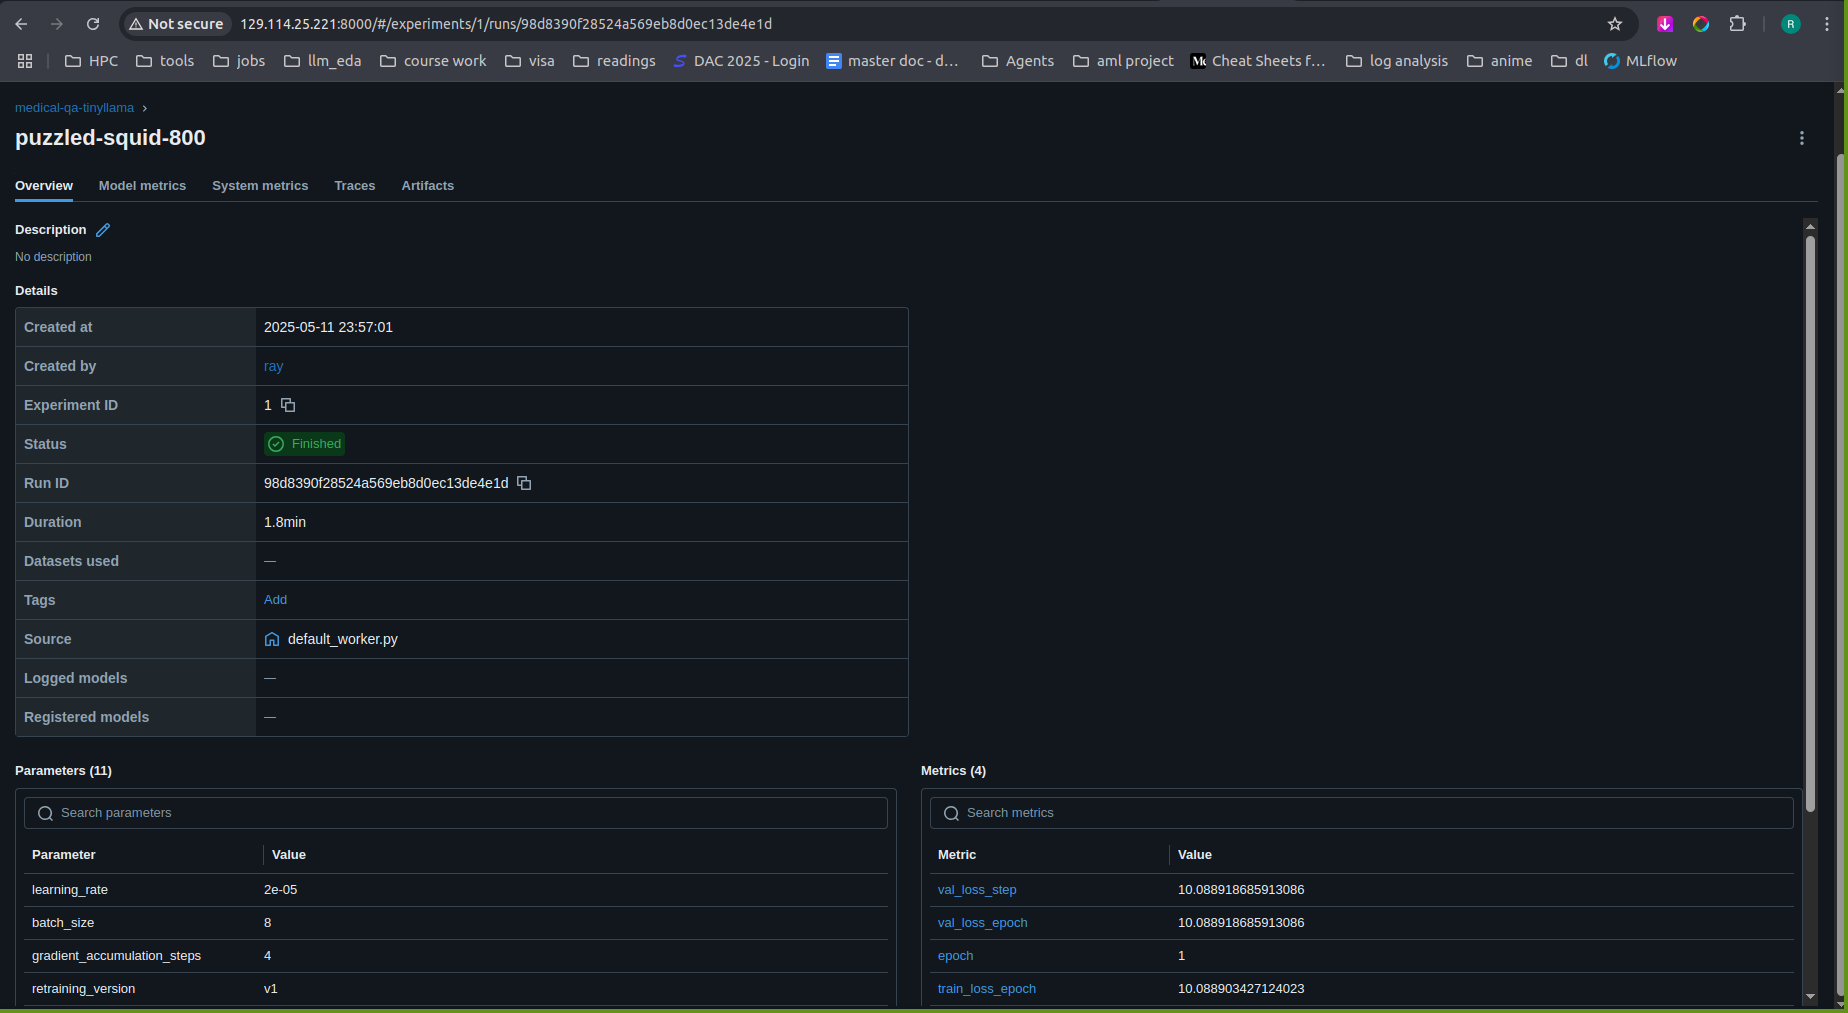 Not secure 129.114.25.221:8000/#/experiments/1/runs/98d8390f28524a569eb8d0ec13de4e1d R
HPC tools jobs llm_eda course work visa readings DAC 2025 - Login master doc - d... Agents aml project Cheat Sheets f... log analysis anime dl MLflow
medical-qa-tinyllama
puzzled-squid-800
Overview Model metrics System metrics Traces Artifacts
Description
No description
Details
Created at 2025-05-11 23:57:01
Created by ray
Experiment ID 1
Status Finished
Run ID 98d8390f28524a569eb8d0ec13de4e1d
Duration 1.8min
Datasets used —
Tags Add
Source default_worker.py
Logged models —
Registered models —
Parameters (11)
Search parameters
Parameter Value
learning_rate 2e-05
batch_size 8
gradient_accumulation_steps 4
retraining_version v1
Metrics (4)
Search metrics
Metric Value
val_loss_step 10.088918685913086
val_loss_epoch 10.088918685913086
epoch 1
train_loss_epoch 10.088903427124023